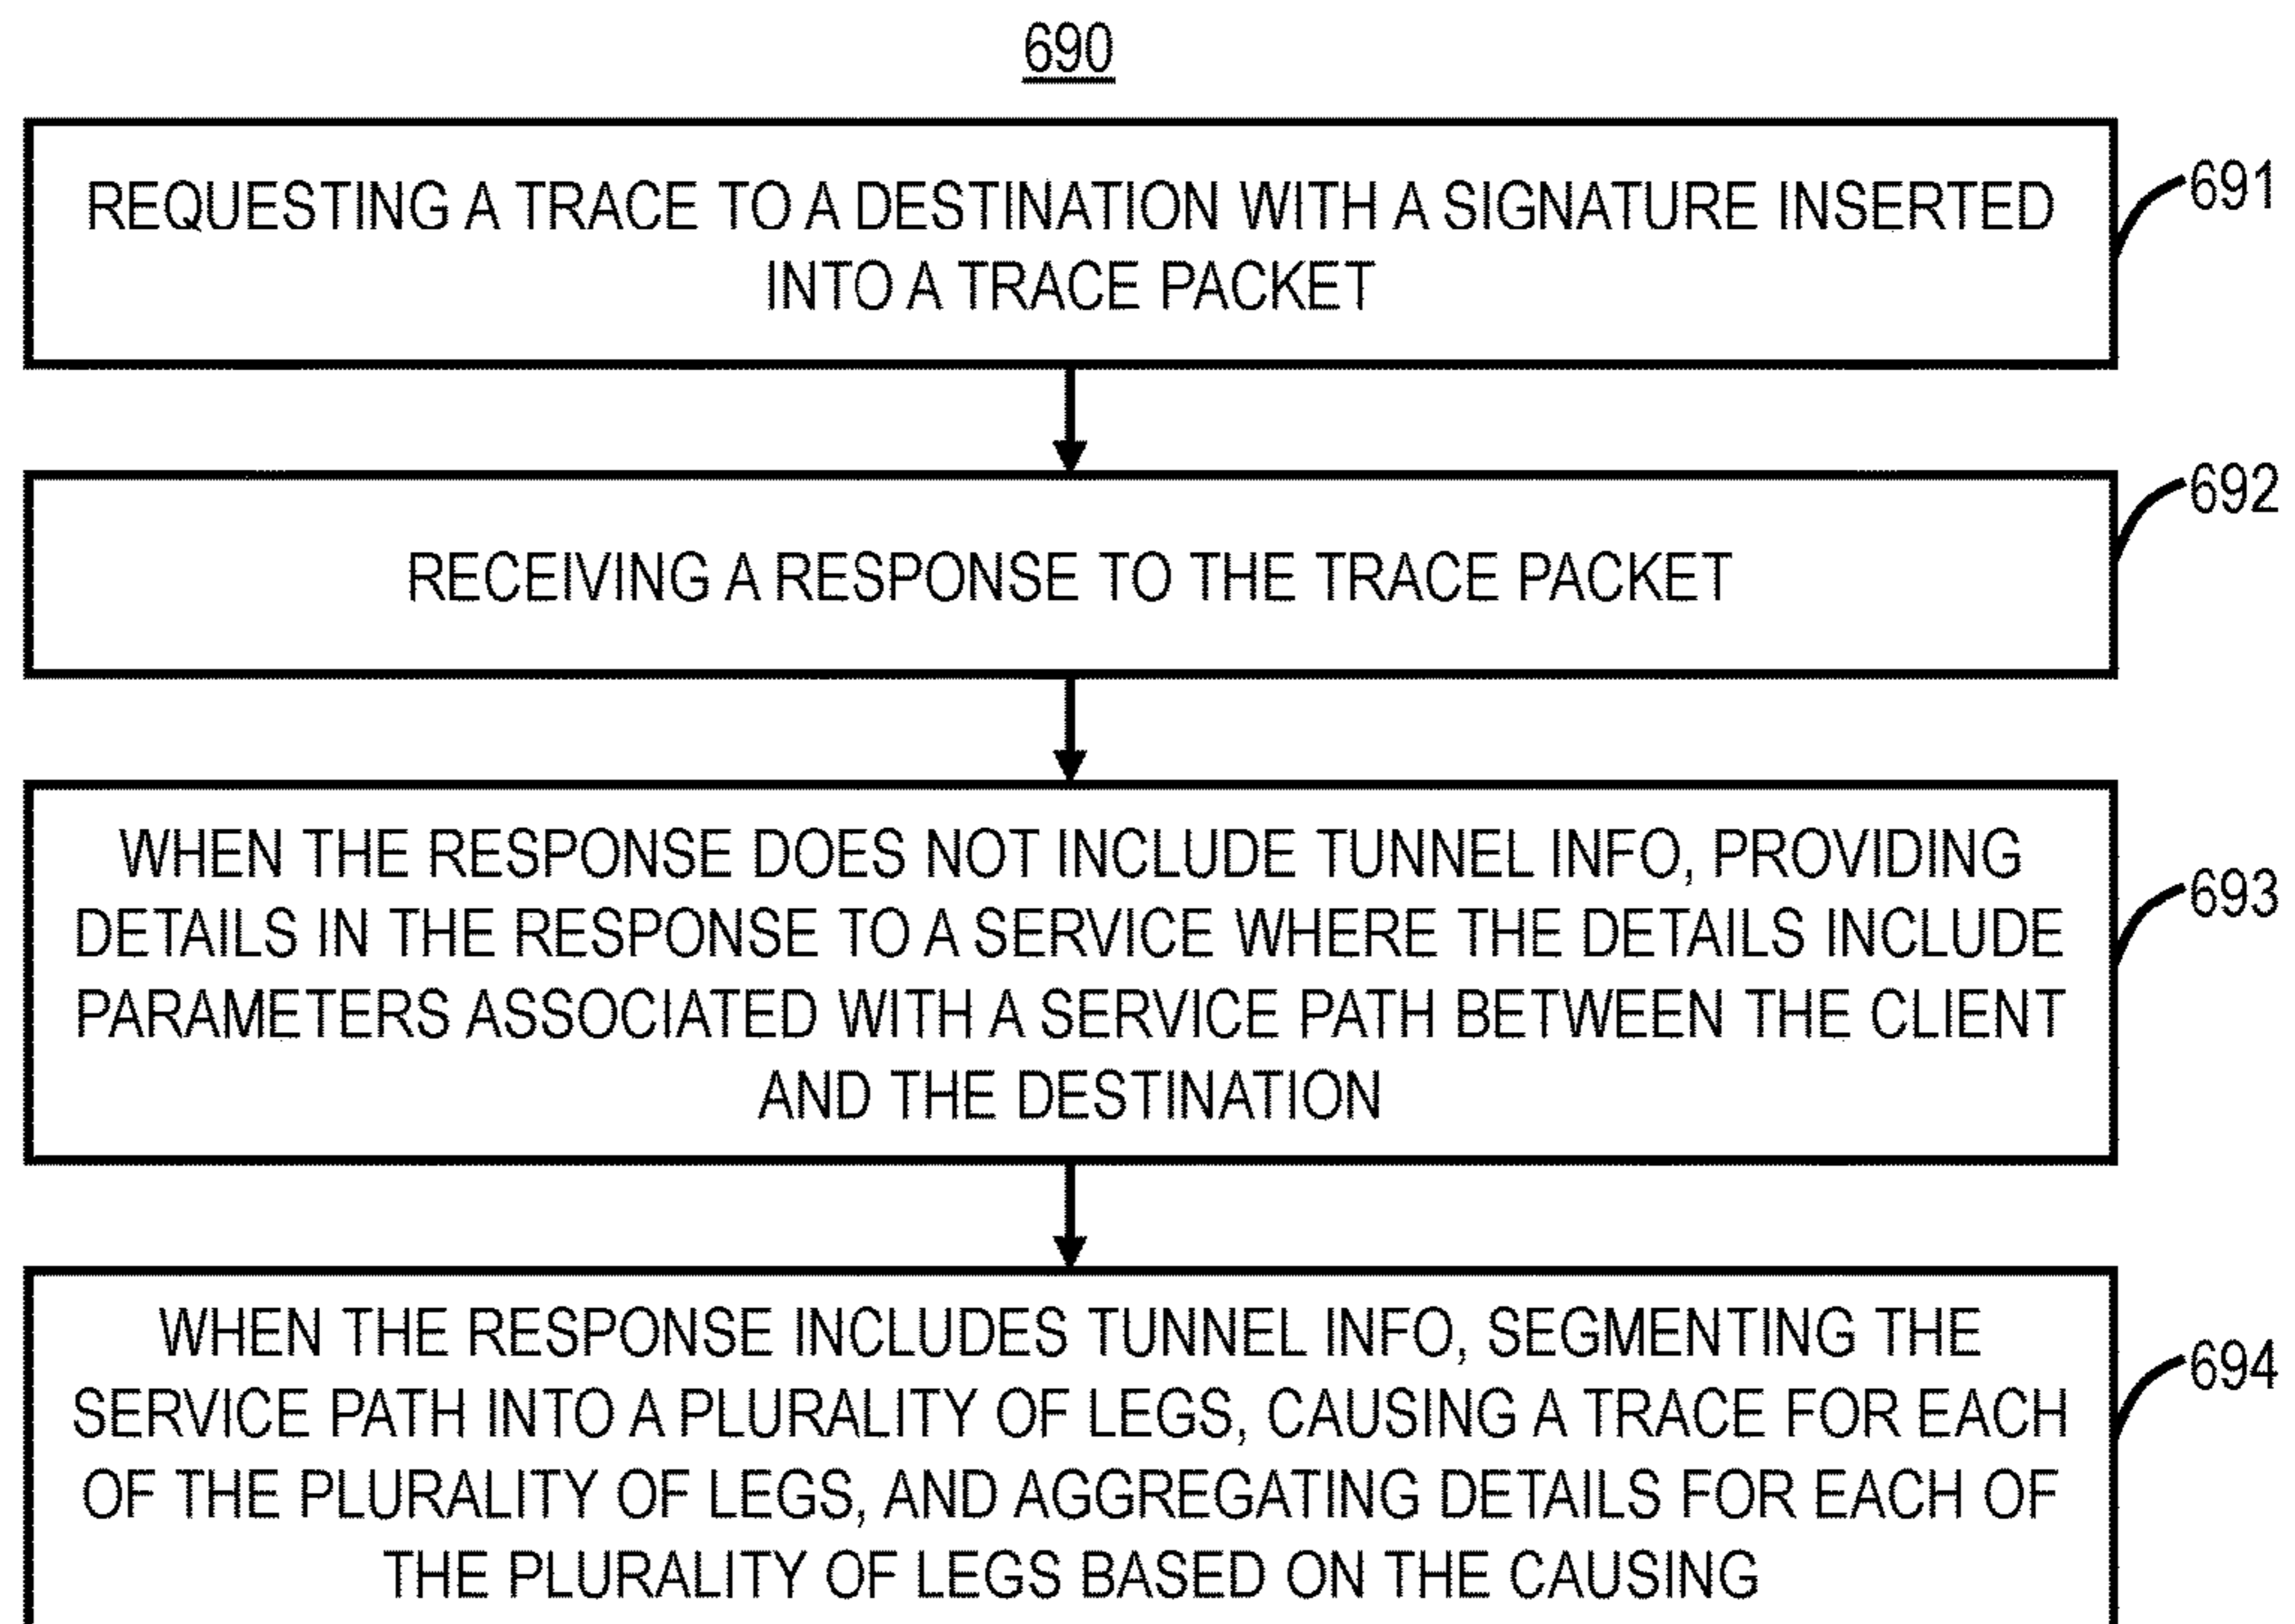 690
REQUESTING A TRACE TO A DESTINATION WITH A SIGNATURE INSERTED
INTO A TRACE PACKET
691
RECEIVING A RESPONSE TO THE TRACE PACKET
692
WHEN THE RESPONSE DOES NOT INCLUDE TUNNEL INFO, PROVIDING
DETAILS IN THE RESPONSE TO A SERVICE WHERE THE DETAILS INCLUDE
PARAMETERS ASSOCIATED WITH A SERVICE PATH BETWEEN THE CLIENT
AND THE DESTINATION
693
WHEN THE RESPONSE INCLUDES TUNNEL INFO, SEGMENTING THE
SERVICE PATH INTO A PLURALITY OF LEGS, CAUSING A TRACE FOR EACH
OF THE PLURALITY OF LEGS, AND AGGREGATING DETAILS FOR EACH OF
THE PLURALITY OF LEGS BASED ON THE CAUSING
694